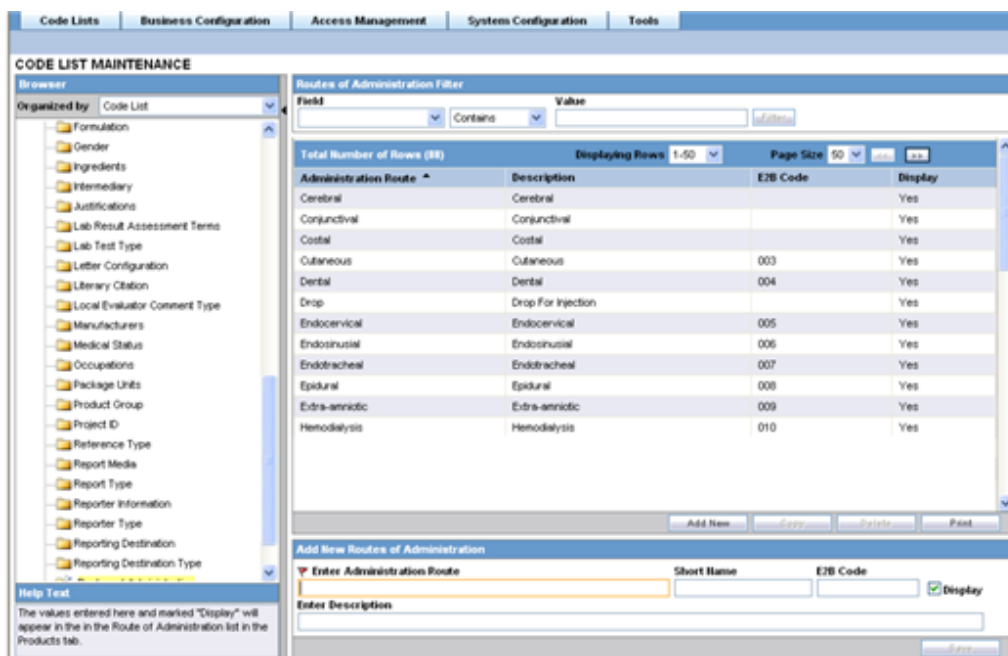 Code Lists Business Configuration Access Management System Configuration Tools
CODE LIST MAINTENANCE
Browser
Organized by Code List
Formulation
Gender
Ingredients
Intermediary
Justifications
Lab Result Assessment Terms
Lab Test Type
Letter Configuration
Literary Citation
Local Evaluator Comment Type
Manufacturers
Medical Status
Occupations
Package Units
Product Group
Project ID
Reference Type
Report Media
Report Type
Reporter Information
Reporter Type
Reporting Destination
Reporting Destination Type
Help Text
The values entered here and marked "Display" will
appear in the in the Route of Administration list in the
Products tab.
Routes of Administration Filter
Field Value
Contains Filter
Total Number of Rows (88) Displaying Rows 1-50 Page Size 50 >>
Administration Route Description E2B Code Display
Cerebral Cerebral Yes
Conjunctival Conjunctival Yes
Costal Costal Yes
Cutaneous Cutaneous 003 Yes
Dental Dental 004 Yes
Drop Drop For Injection Yes
Endocervical Endocervical 005 Yes
Endosinusial Endosinusial 006 Yes
Endotracheal Endotracheal 007 Yes
Epidural Epidural 008 Yes
Extra-amniotic Extra-amniotic 009 Yes
Hemodialysis Hemodialysis 010 Yes
Add New Copy Delete Print
Add New Routes of Administration
Enter Administration Route Short Name E2B Code
Display
Enter Description
Save